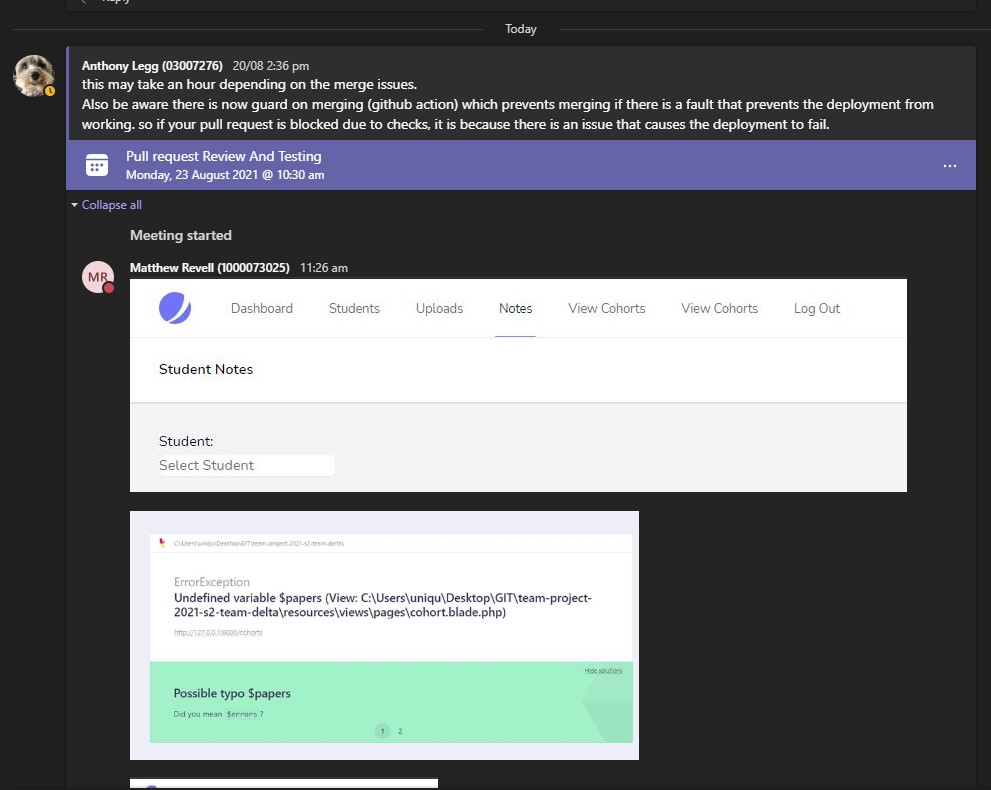 Reply
Today
Anthony Legg (03007276) 20/08 2:36 pm
this may take an hour depending on the merge issues.
Also be aware there is now guard on merging (github action) which prevents merging if there is a fault that prevents the deployment from
working. so if your pull request is blocked due to checks, it is because there is an issue that causes the deployment to fail.
Pull request Review And Testing
Monday, 23 August 2021 @ 10:30 am
Collapse all
Meeting started
MR
Matthew Revell (1000073025) 11:26 am
Dashboard Students Uploads Notes View Cohorts View Cohorts Log Out
Student Notes
Student:
Select Student
C:\Users\uniqu\Desktop\GIT\team-project-2021-s2-team-delta\
ErrorException
Undefined variable $papers (View: C:\Users\uniqu\Desktop\GIT\team-project-
2021-s2-team-delta\resources\views\pages\cohort.blade.php)
http://127.0.0.1:8000/cohorts
Hide solutions
Possible typo $papers
Did you mean $errors ?
1 2